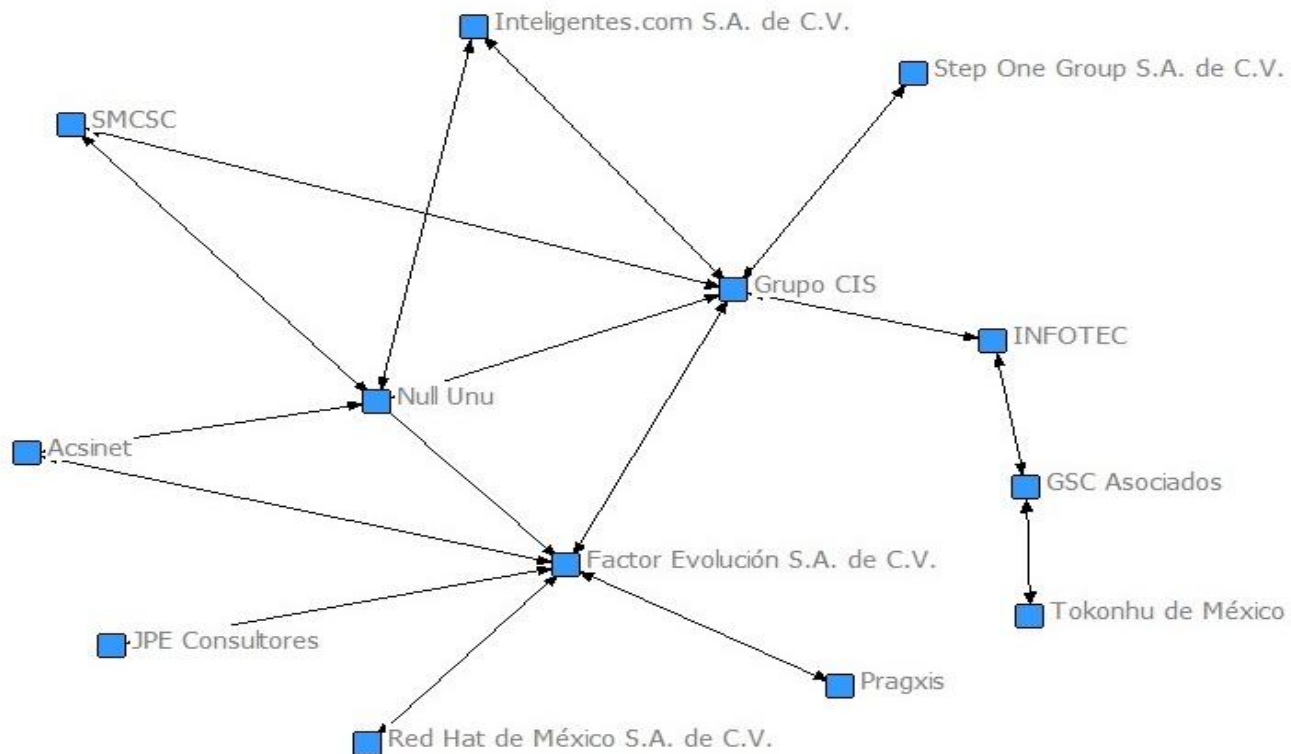 Inteligentes.com S.A. de C.V.
Step One Group S.A. de C.V.
SMCSC
Grupo CIS
INFOTEC
Null Unu
Acsinet
GSC Asociados
Factor Evolución S.A. de C.V.
Tokonhu de México
JPE Consultores
Pragxis
Red Hat de México S.A. de C.V.